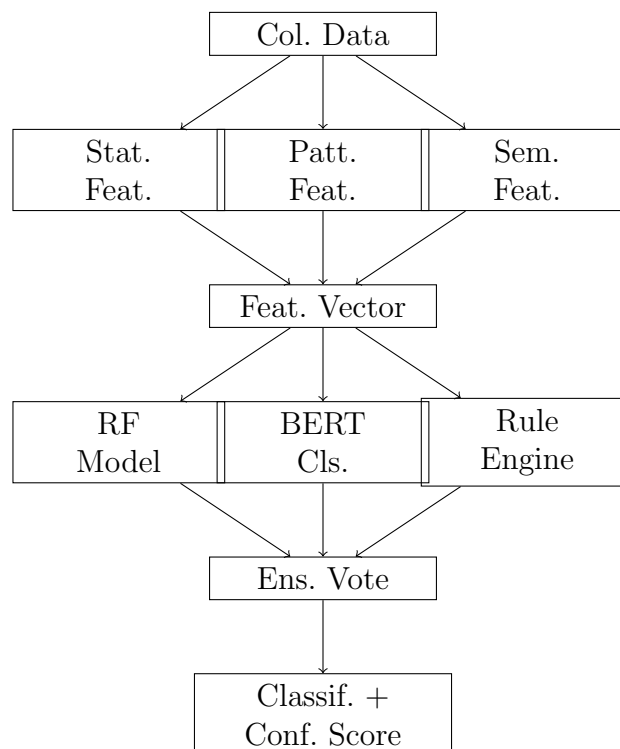 Col. Data
Stat.
Feat.
Patt.
Feat.
Sem.
Feat.
Feat. Vector
RF
Model
BERT
Cls.
Rule
Engine
Ens. Vote
Classif. +
Conf. Score